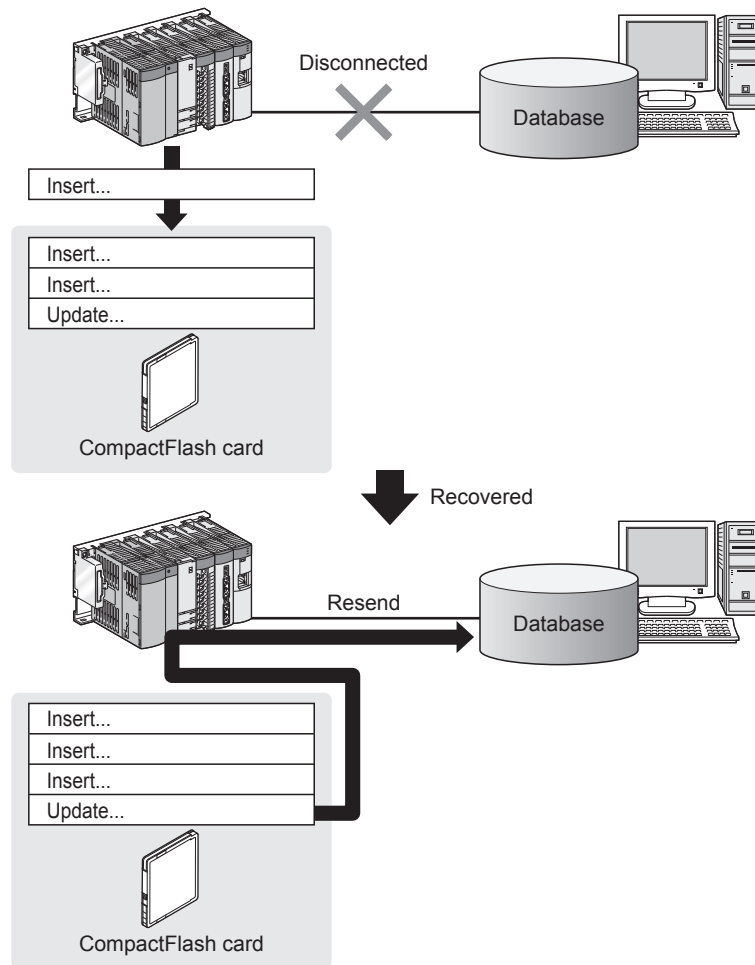 Disconnected
Database
Insert...
Insert...
Insert...
Update...
CompactFlash card
Recovered
Resend
Database
Insert...
Insert...
Insert...
Update...
CompactFlash card